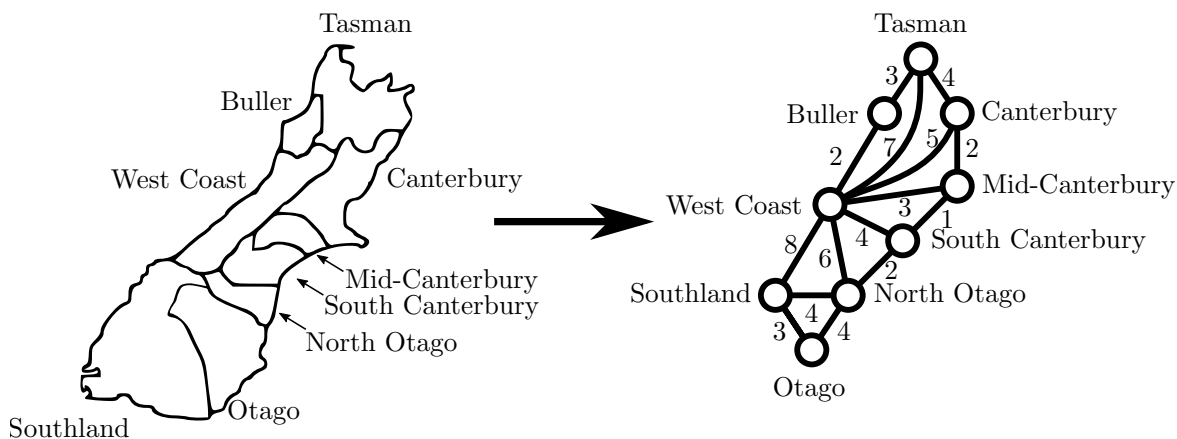 Tasman
Buller
West Coast
Canterbury
Mid-Canterbury
South Canterbury
North Otago
Otago
Southland
Tasman
3
4
Buller
Canterbury
2
7
5
2
West Coast
Mid-Canterbury
3
1
4
South Canterbury
8
6
2
Southland
North Otago
4
3
4
Otago